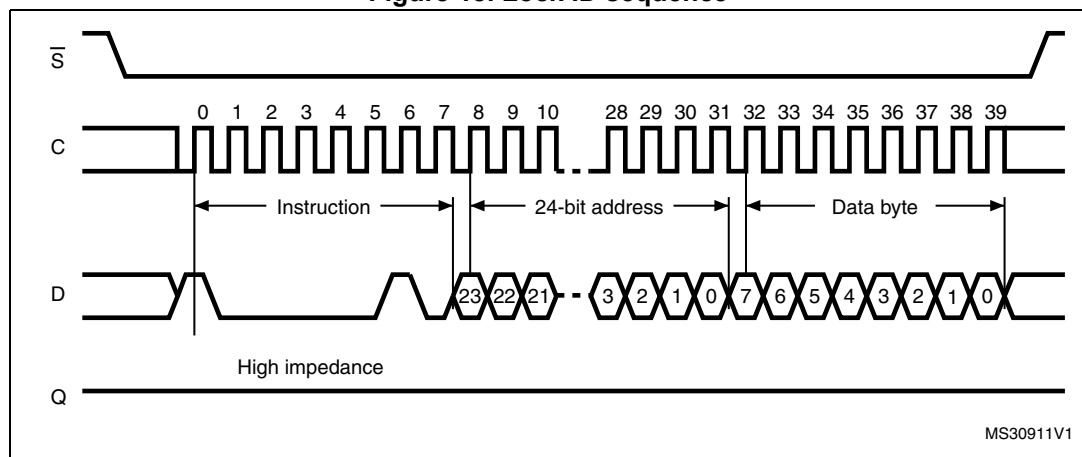 Figure Lock ID sequence
S
0 1 2 3 4 5 6 7 8 9 10 28 29 30 31 32 33 34 35 36 37 38 39
C
Instruction 24-bit address Data byte
D
23 22 21 3 2 1 0 7 6 5 4 3 2 1 0
High impedance
Q
MS30911V1